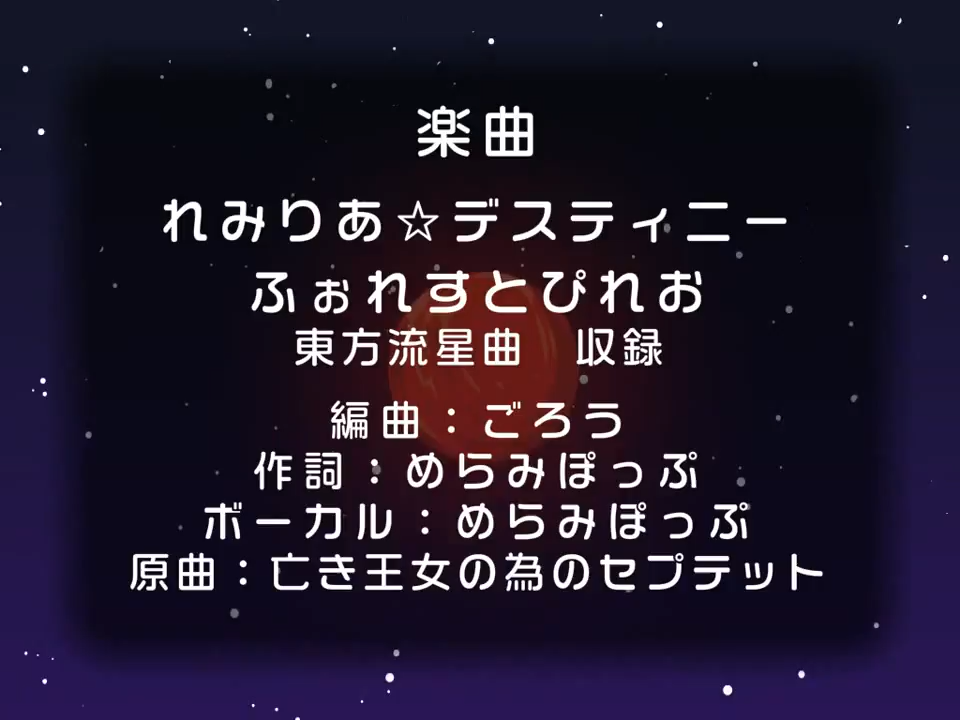 楽曲
れみりあ☆デスティニー
ふぉれすとぴれお
東方流星曲　収録
編曲：ごろう
作詞：めらみぽっぷ
ボーカル：めらみぽっぷ
原曲：亡き王女の為のセプテット